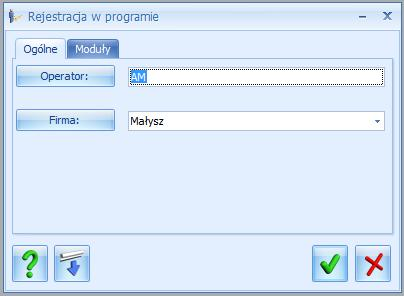 Rejestracja w programie
Ogólne Moduły
Operator: AM
Firma: Małysz